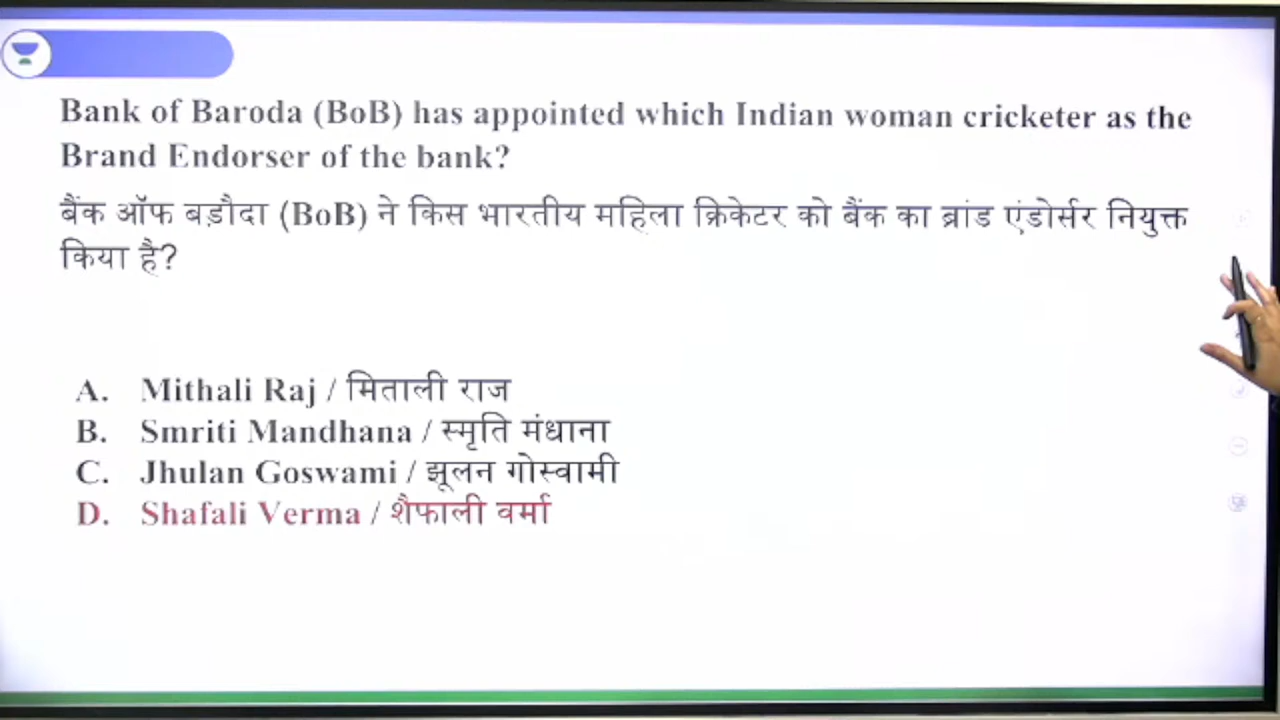 Bank of Baroda (BoB) has appointed which Indian woman cricketer as the
Brand Endorser of the bank?
बैंक ऑफ बड़ौदा (BoB) ने किस भारतीय महिला क्रिकेटर को बैंक का ब्रांड एंडोर्सर नियुक्त
किया है?
A. Mithali Raj / मिताली राज
B. Smriti Mandhana / स्मृति मंधाना
C. Jhulan Goswami / झूलन गोस्वामी
D. Shafali Verma / शैफाली वर्मा